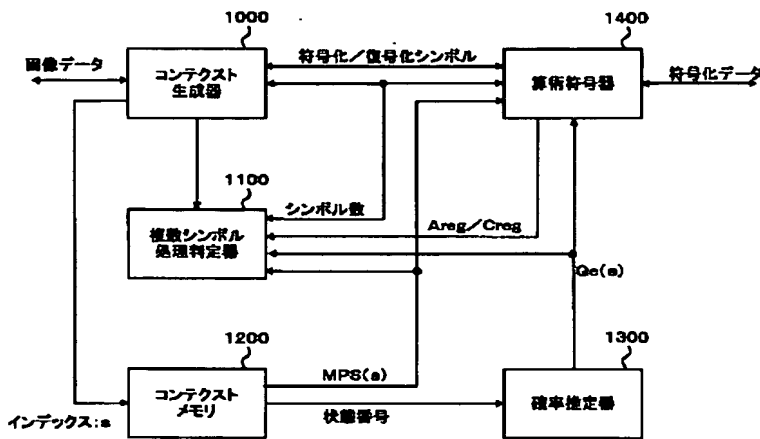 1000
1400
画像データ
コンテクスト
生成器
符号化／復号化シンボル
算術符号器
符号化データ
1100
シンボル数
複数シンボル
処理判定器
Areg／Creg
Qe(s)
1200
1300
コンテクスト
メモリ
MPS(s)
確率推定器
インデックス:s
状態番号